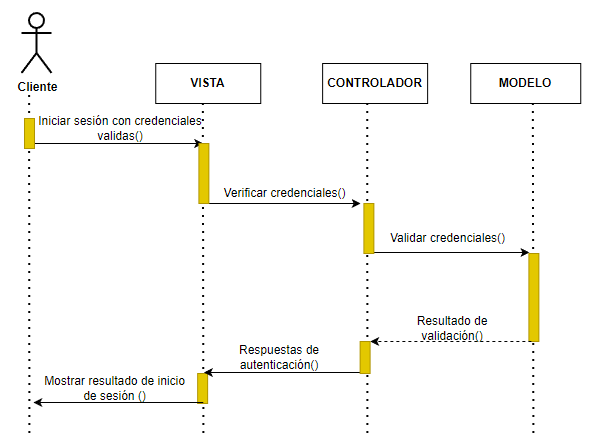 Cliente
VISTA
CONTROLADOR
MODELO
Iniciar sesión con credenciales
validas()
Verificar credenciales()
Validar credenciales()
Resultado de
validación()
Respuestas de
autenticación()
Mostrar resultado de inicio
de sesión ()